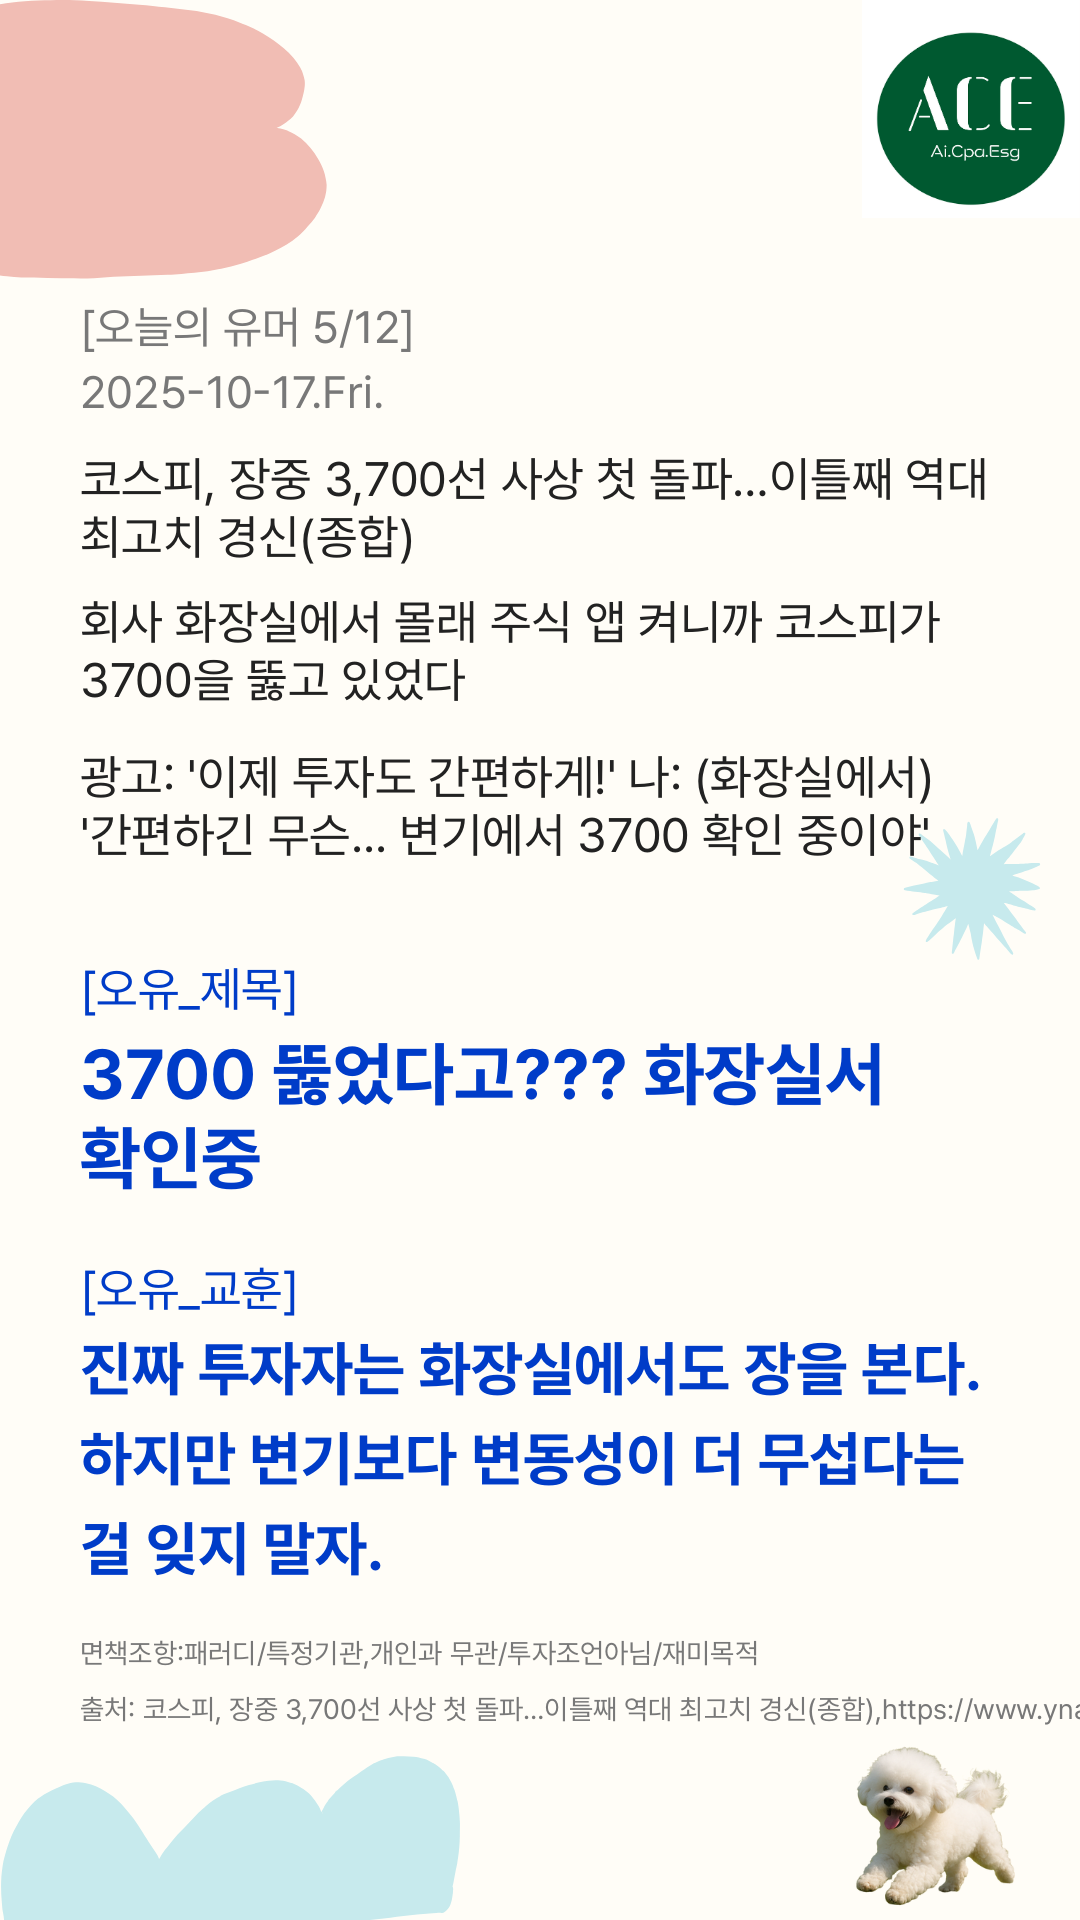 ACE
Ai.Cpa.Esg
[오늘의 유머 5/12]
2025-10-17.Fri.
코스피, 장중 3,700선 사상 첫 돌파...이틀째 역대
최고치 경신(종합)
회사 화장실에서 몰래 주식 앱 켜니까 코스피가
3700을 뚫고 있었다
광고: '이제 투자도 간편하게!' 나: (화장실에서)
'간편하긴 무슨... 변기에서 3700 확인 중이야'
[오유_제목]
3700 뚫었다고??? 화장실서
확인중
[오유_교훈]
진짜 투자자는 화장실에서도 장을 본다.
하지만 변기보다 변동성이 더 무섭다는
걸 잊지 말자.
면책조항:패러디/특정기관,개인과 무관/투자조언아님/재미목적
출처: 코스피, 장중 3,700선 사상 첫 돌파...이틀째 역대 최고치 경신(종합),https://www.yna